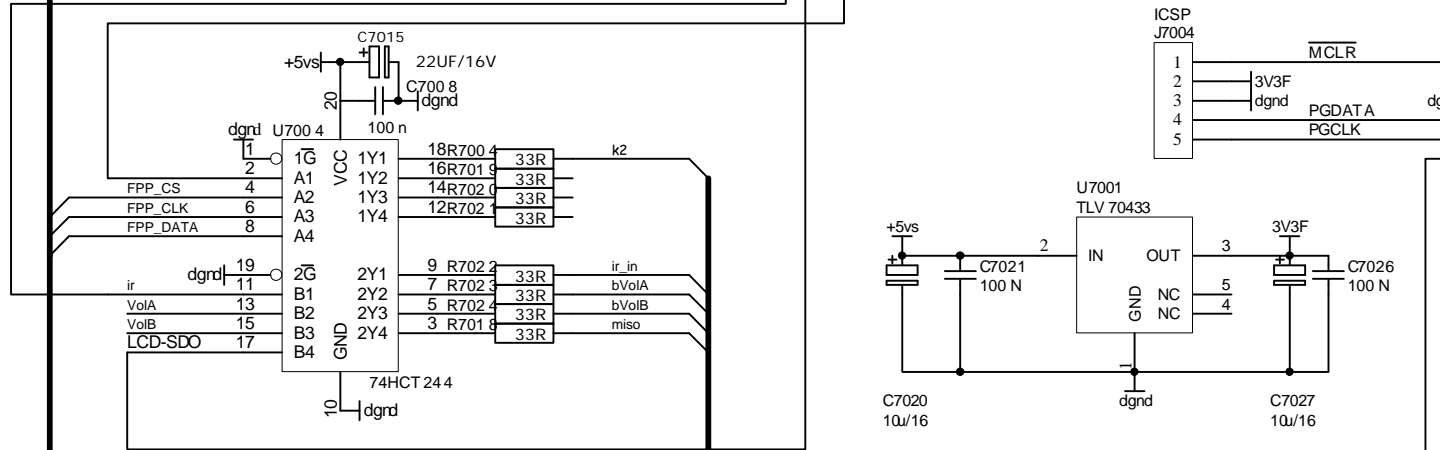 ICSP
J7004
1 MCLR
2 3V3F
3 dgnd
4 PGDATA
5 PGCLK
C7015
+5vs 22UF/16V
C700 8
20 dgnd
100 n
dgnd U700 4
1 1G VCC 1Y1 18 R700 4 33R k2
2 A1 1Y2 16 R701 9 33R
FPP_CS 4 A2 1Y3 14 R702 0 33R
FPP_CLK 6 A3 1Y4 12 R702 1 33R
FPP_DATA 8 A4
dgnd 19 2G 2Y1 9 R702 2 33R ir_in
ir 11 B1 2Y2 7 R702 3 33R bVolA
VolA 13 B2 2Y3 5 R702 4 33R bVolB
VolB 15 B3 GND 2Y4 3 R701 8 33R miso
LCD-SDO 17 B4
74HCT 24 4
10 dgnd
U7001
TLV 70433
+5vs 2 IN OUT 3 3V3F
+ C7021
100 N
GND NC 5
NC 4
+ C7026
100 N
1
dgnd
C7020
10u/16
C7027
10u/16